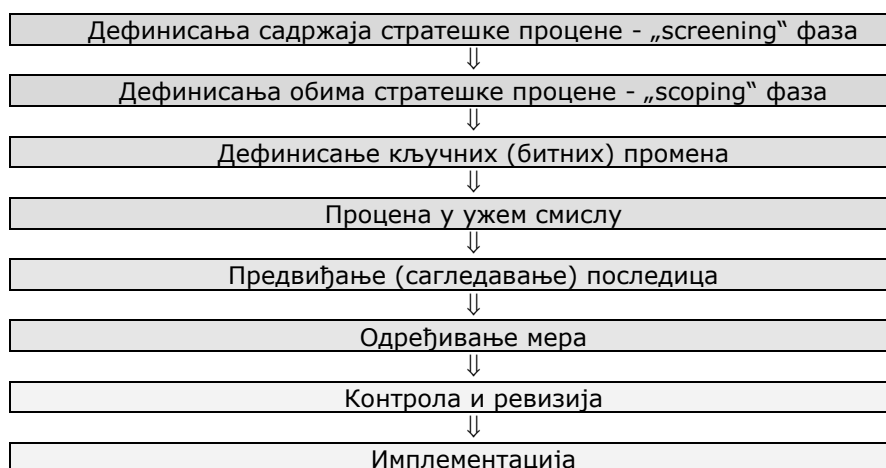 Дефинисања садржаја стратешке процене - „screening“ фаза
⇓
Дефинисања обима стратешке процене - „scoping“ фаза
⇓
Дефинисање кључних (битних) промена
⇓
Процена у ужем смислу
⇓
Предвиђање (сагледавање) последица
⇓
Одређивање мера
⇓
Контрола и ревизија
⇓
Имплементација